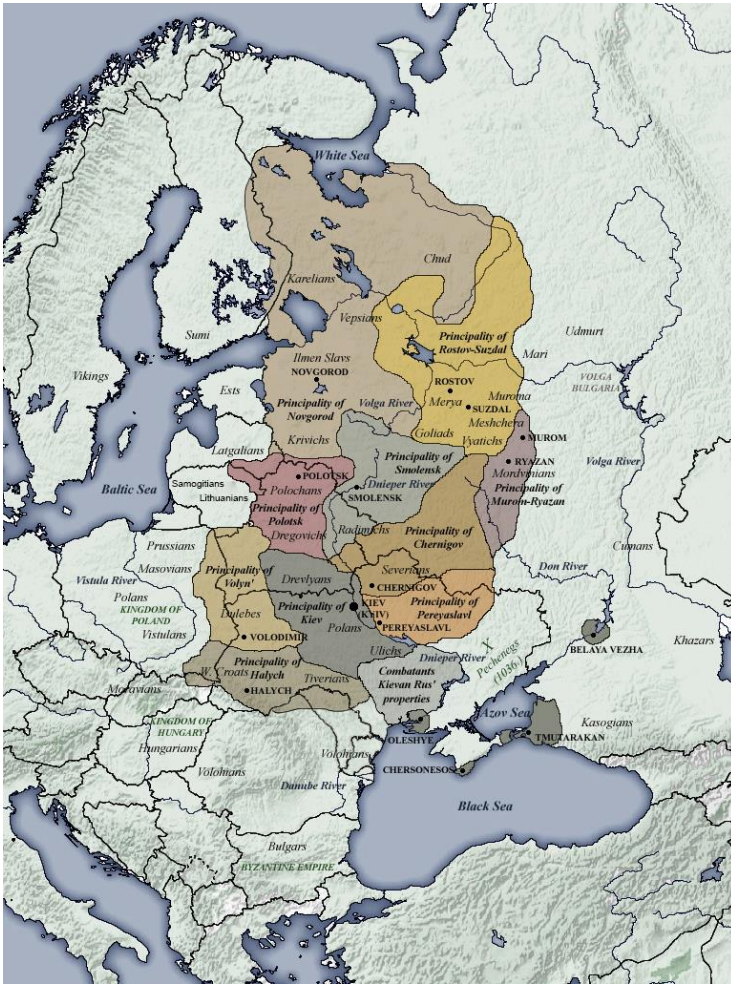 White Sea
Chud
Karelians
Vepsians
Sumi
Udmurt
Principality of
Rostov-Suzdal
Mari
Ilmen Slavs
NOVGOROD
Vikings
Ests
ROSTOV
VOLGA
BULGARIA
Principality of
Novgorod
Volga River
Merya
Muroma
SUZDAL
Meshchera
Krivichs
Goliads
Vyatichs
MUROM
Latgalians
Principality of
Smolensk
RYAZAN
Volga River
POLOTSK
Mordvinians
Samogitians
Lithuanians
Baltic Sea
Polochans
Dnieper River
SMOLENSK
Principality of
Murom-Ryazan
Principality of
Polotsk
Radimichs
Principality of
Chernigov
Dregovichs
Prussians
Cumans
Masovians
Principality of
Volyn'
Severians
Don River
Vistula River
Drevlyans
CHERNIGOV
Polans
KINGDOM OF
POLAND
Dulebes
Principality of
Kiev
KIEV
(KYIV)
Principality of
Pereyaslavl
Vistulans
Polans
PEREYASLAVL
VOLODIMIR
Khazars
BELAYA VEZHA
Ulichs
X
Pechenegs
(1036.)
Principality of
Halych
Dnieper River
W. Croats
Tiverians
Combatants
Kievan Rus'
properties
Moravians
HALYCH
Azov Sea
Kasogians
KINGDOM OF
HUNGARY
Hungarians
OLESHYE
TMUTARAKAN
Volohians
Volohians
CHERSONESOS
Danube River
Black Sea
Bulgars
BYZANTINE EMPIRE